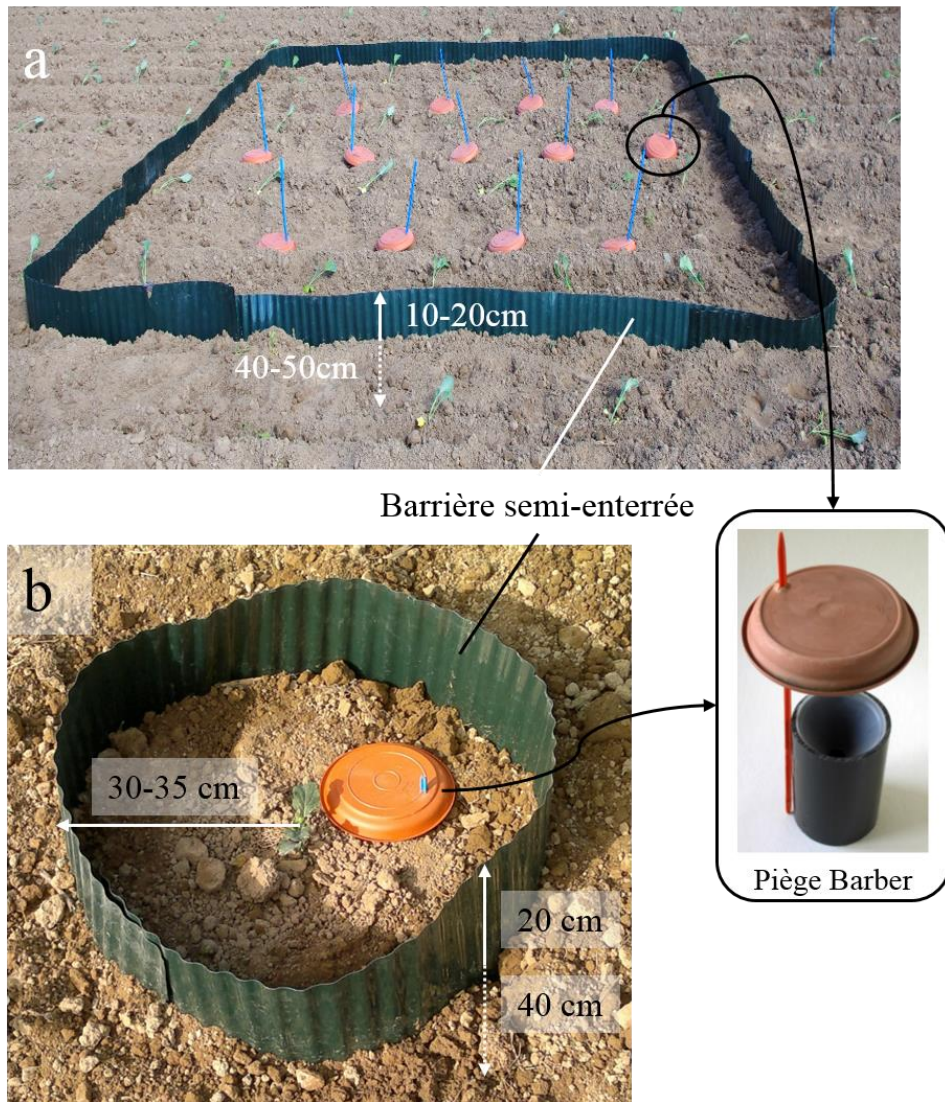 a
10-20cm
40-50cm
Barrière semi-enterrée
b
30-35 cm
20 cm
40 cm
Piège Barber